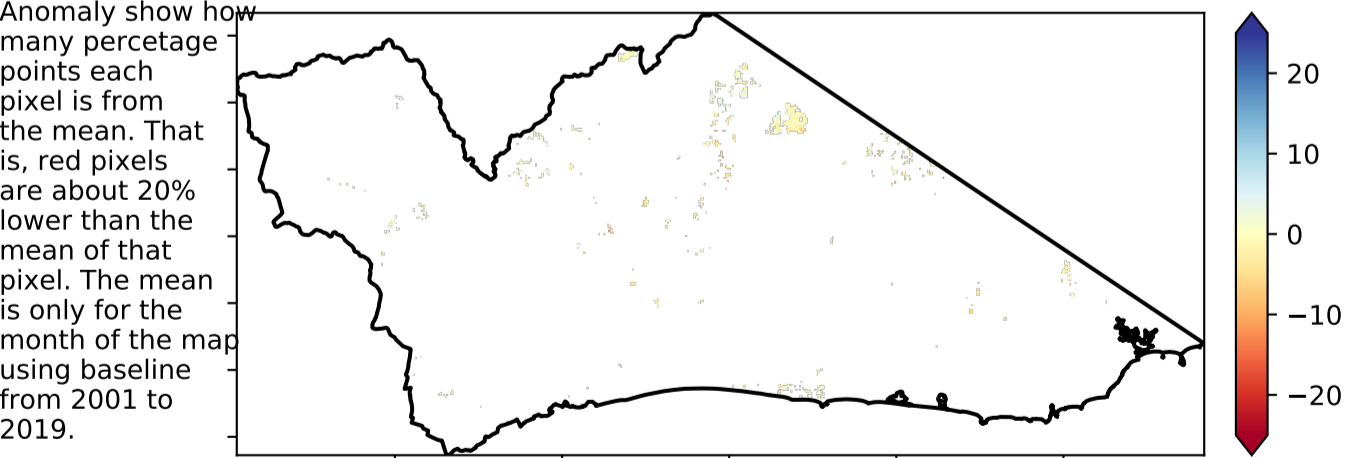 Anomaly show how
many percetage
points each
pixel is from
the mean. That
is, red pixels
are about 20%
lower than the
mean of that
pixel. The mean
is only for the
month of the map
using baseline
from 2001 to
2019.
20
10
0
−10
−20